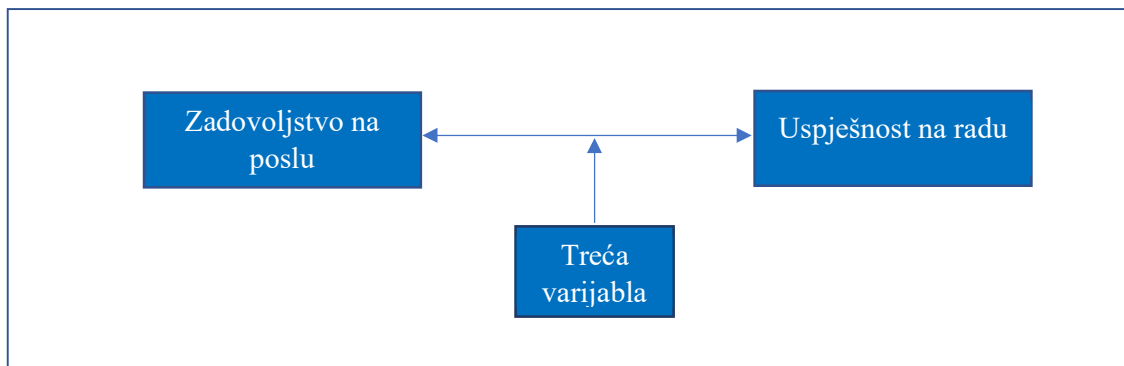 Zadovoljstvo na
poslu
Uspješnost na radu
Treća
varijabla